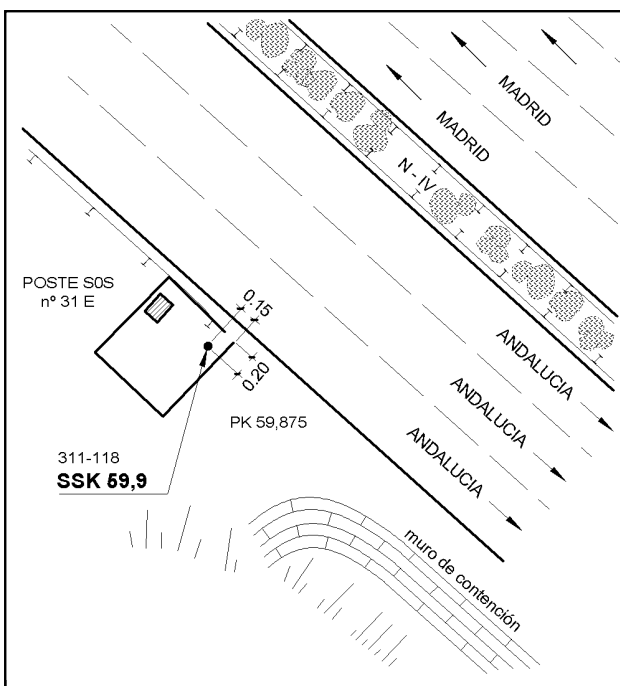 MADRID
MADRID
N - IV
POSTE S0S
nº 31 E
0.15
0.20
ANDALUCIA
ANDALUCIA
ANDALUCIA
PK 59,875
311-118
SSK 59,9
muro de contención